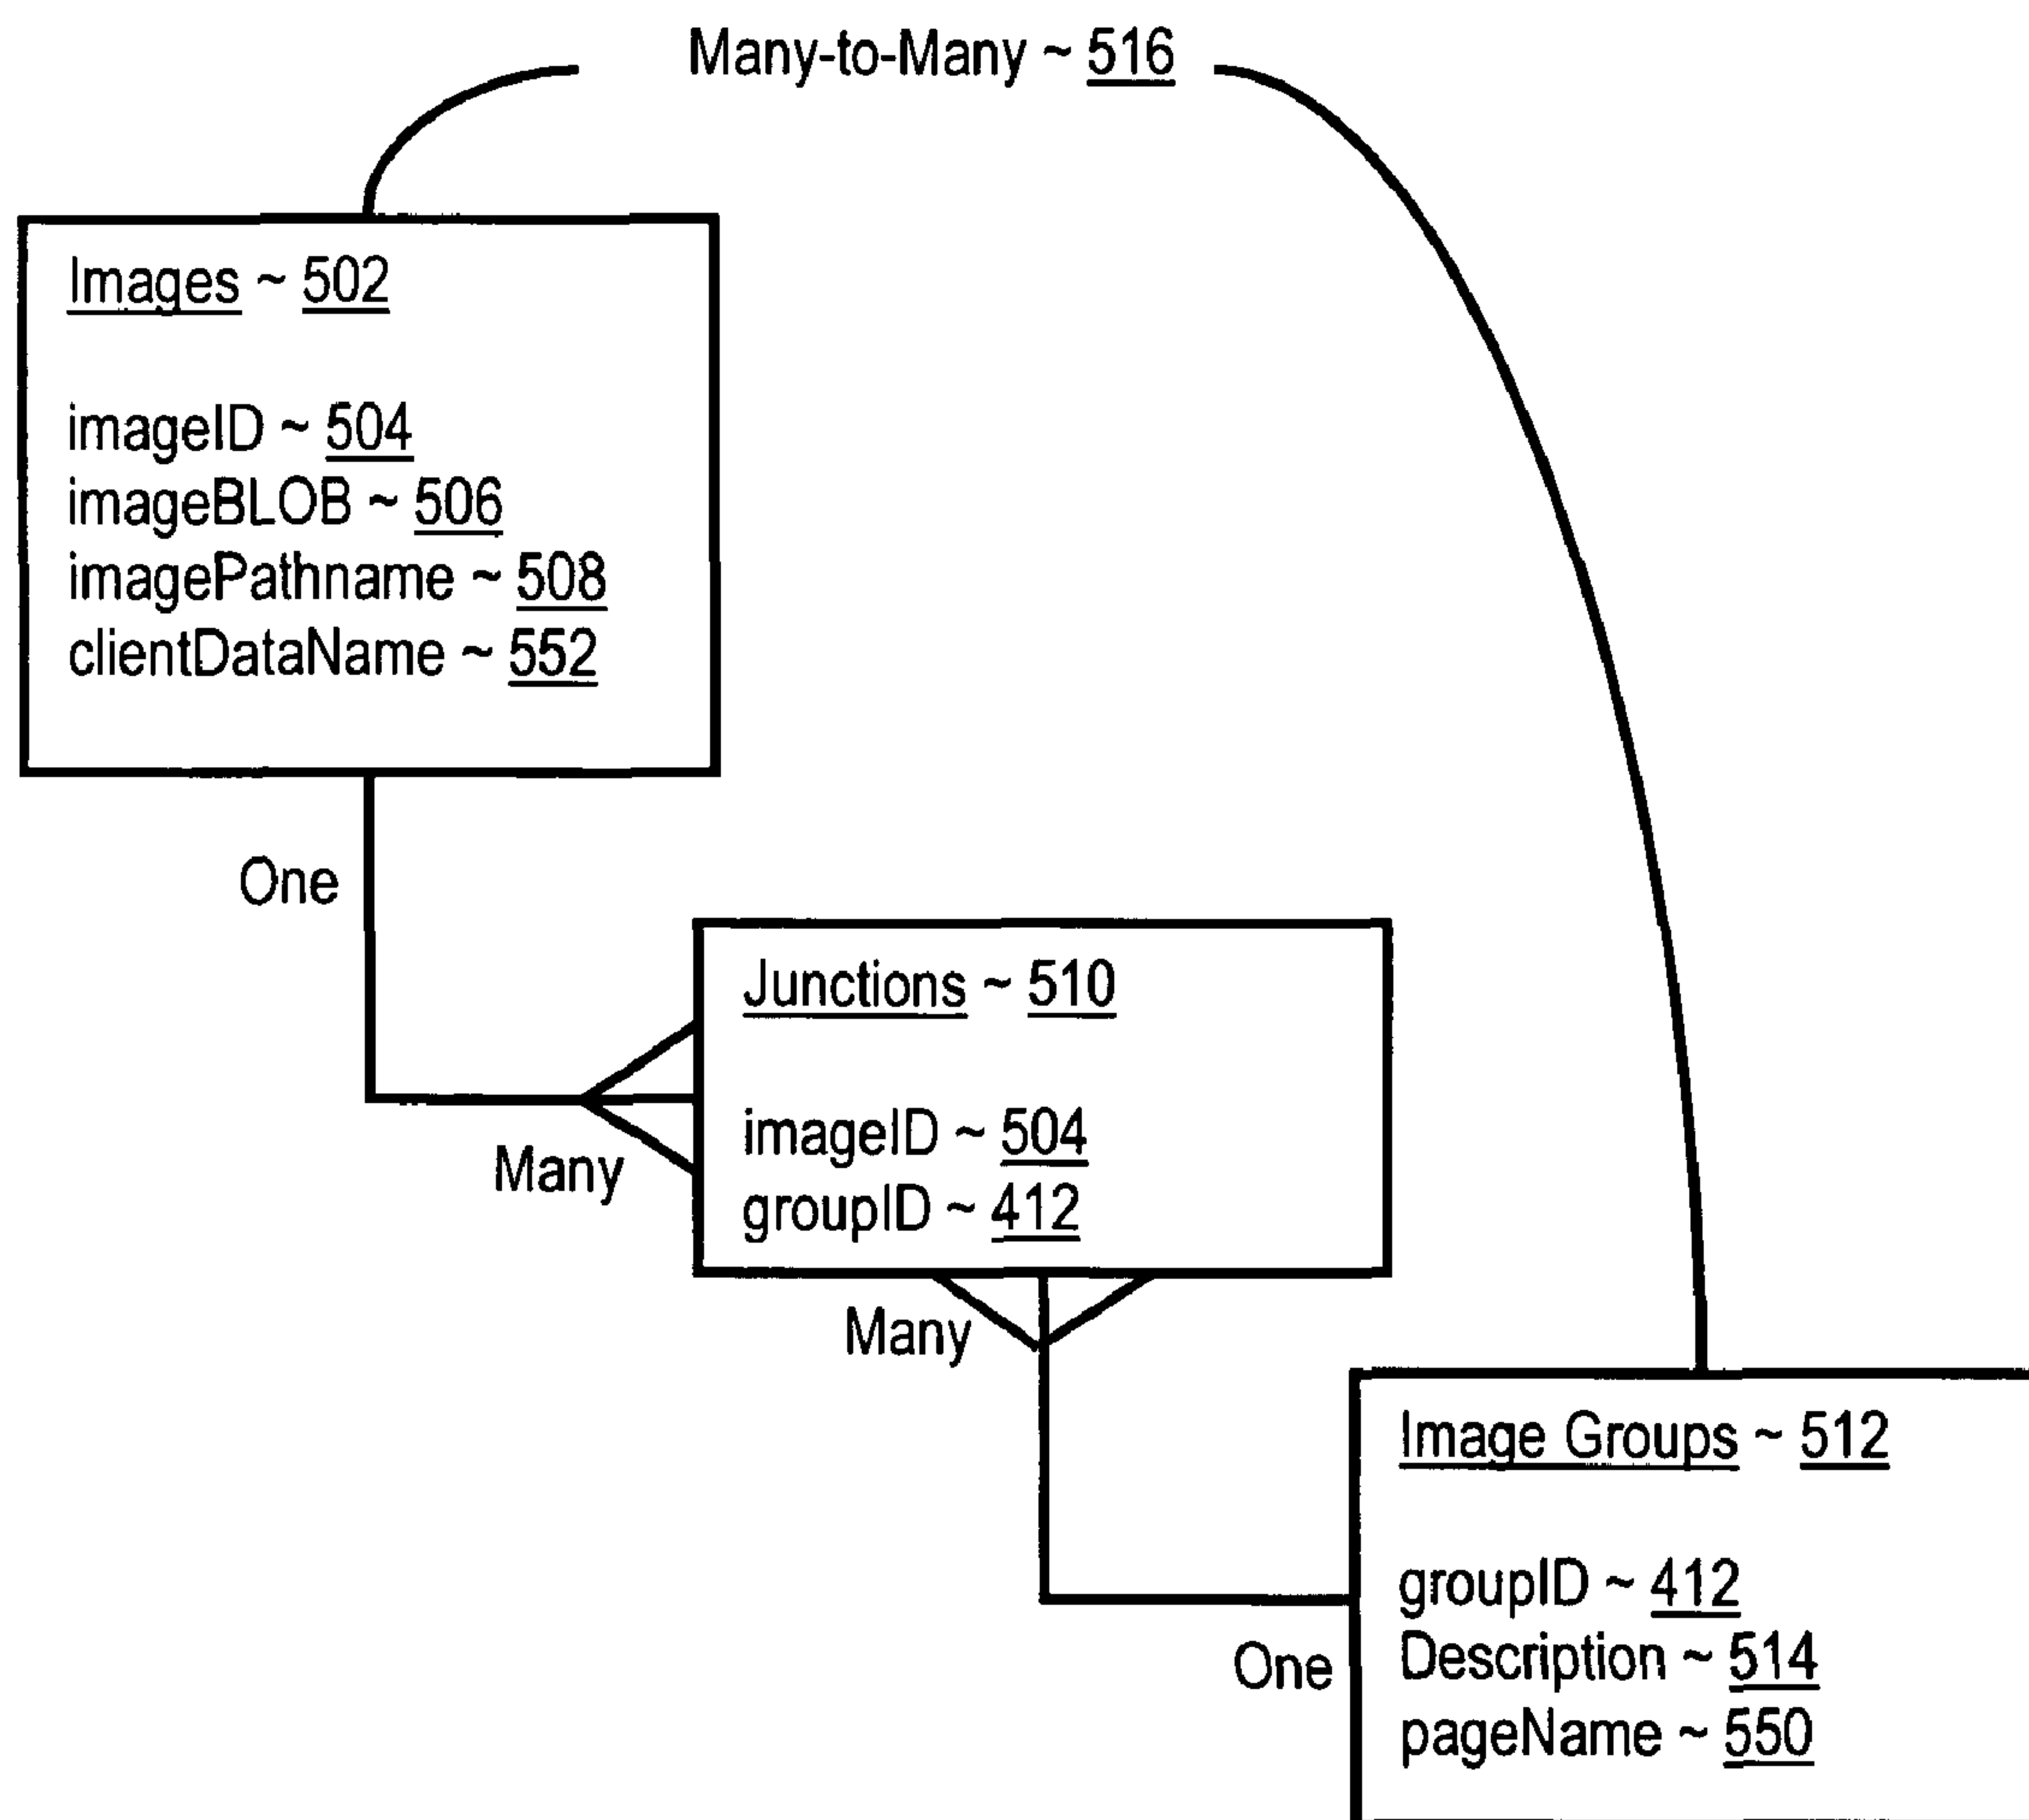 Many-to-Many ~ 516
Images ~ 502
imageID ~ 504
imageBLOB ~ 506
imagePathname ~ 508
clientDataName ~ 552
One
Junctions ~ 510
imageID ~ 504
groupID ~ 412
Many
Many
Image Groups ~ 512
groupID ~ 412
Description ~ 514
pageName ~ 550
One